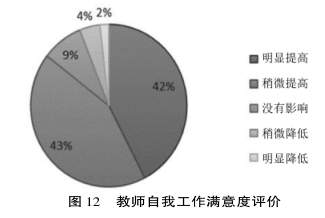 4%
2%
9%
42%
43%
明显提高
稍微提高
没有影响
稍微降低
明显降低
图 12 教师自我工作满意度评价